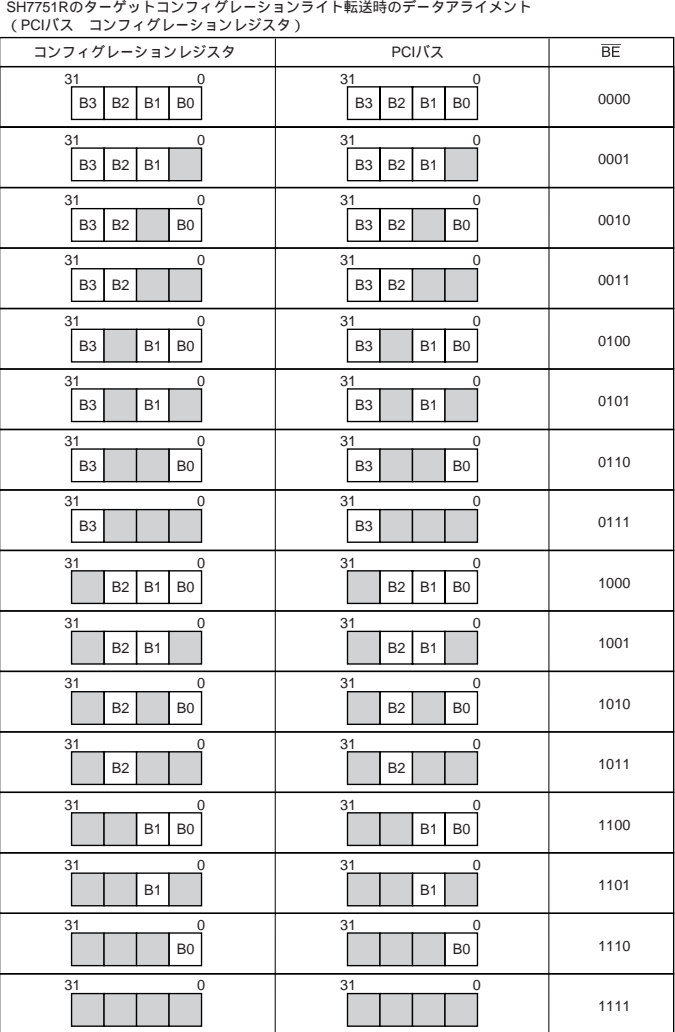 SH7751Rのターゲットコンフィグレーションライト転送時のデータアライメント
（PCIバス　コンフィグレーションレジスタ）
コンフィグレーションレジスタ PCIバス BE
31 0 31 0
B3 B2 B1 B0 B3 B2 B1 B0 0000
31 0 31 0
B3 B2 B1 B3 B2 B1 0001
31 0 31 0
B3 B2 B0 B3 B2 B0 0010
31 0 31 0
B3 B2 B3 B2 0011
31 0 31 0
B3 B1 B0 B3 B1 B0 0100
31 0 31 0
B3 B1 B3 B1 0101
31 0 31 0
B3 B0 B3 B0 0110
31 0 31 0
B3 B3 0111
31 0 31 0
B2 B1 B0 B2 B1 B0 1000
31 0 31 0
B2 B1 B2 B1 1001
31 0 31 0
B2 B0 B2 B0 1010
31 0 31 0
B2 B2 1011
31 0 31 0
B1 B0 B1 B0 1100
31 0 31 0
B1 B1 1101
31 0 31 0
B0 B0 1110
31 0 31 0
1111